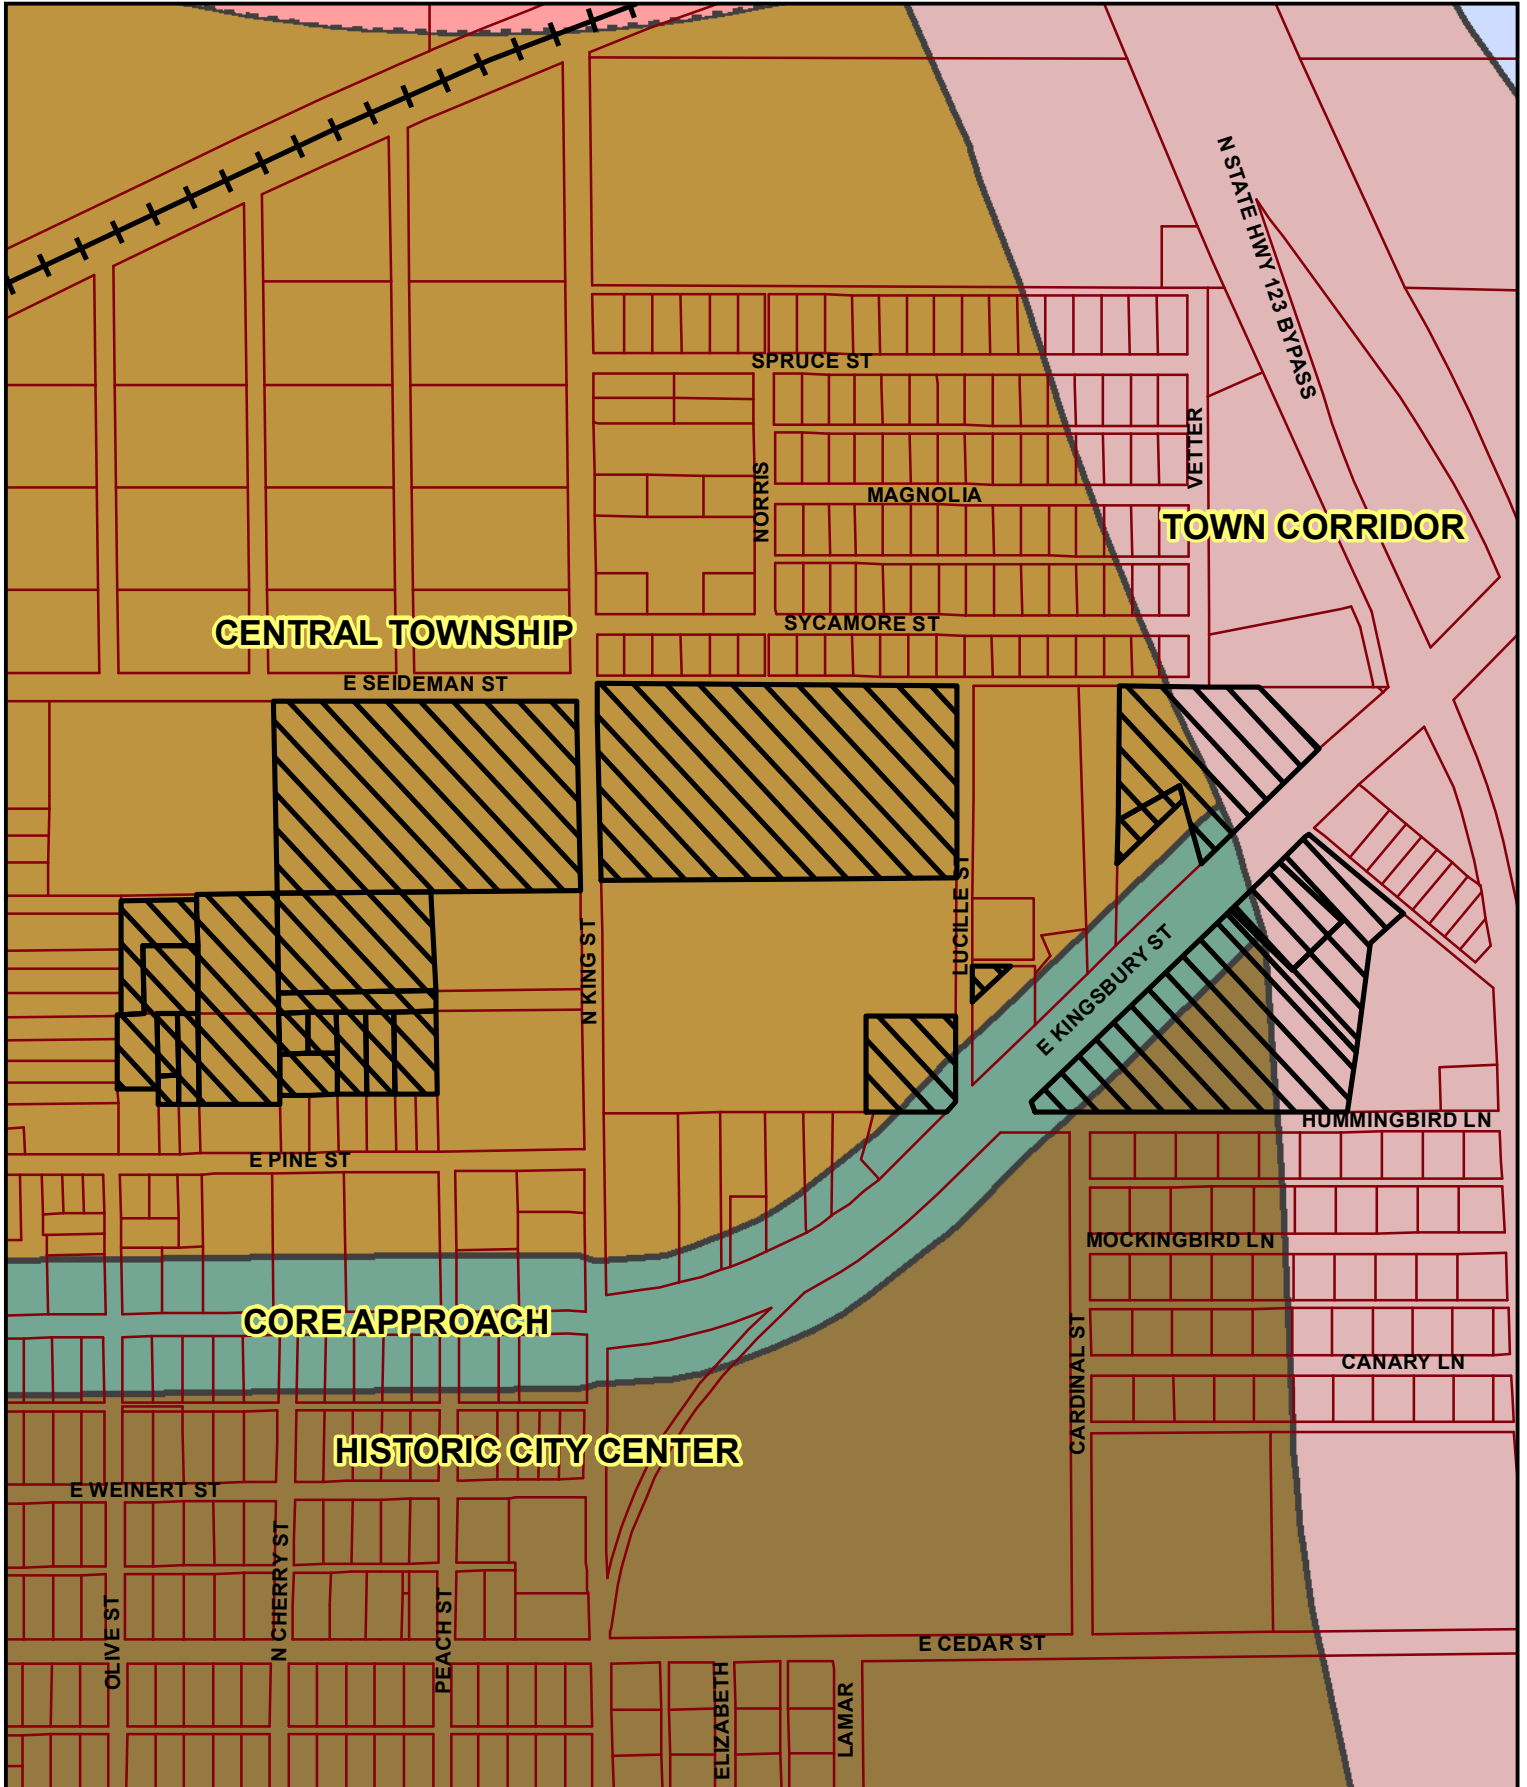 N STATE HWY 123 BYPASS
SPRUCE ST
VETTER
NORRIS
MAGNOLIA
TOWN CORRIDOR
SYCAMORE ST
CENTRAL TOWNSHIP
E SEIDEMAN ST
LUCILLE ST
N KING ST
E KINGSBURY ST
HUMMINGBIRD LN
E PINE ST
MOCKINGBIRD LN
CORE APPROACH
CARDINAL ST
CANARY LN
HISTORIC CITY CENTER
E WEINERT ST
N CHERRY ST
OLIVE ST
PEACH ST
E CEDAR ST
ELIZABETH
LAMAR